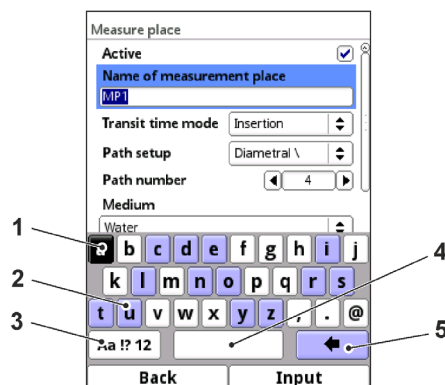 Measure place
Active
Name of measurement place
MP1
Transit time mode Insertion
Path setup Diametral \
Path number 4
Medium
Water
1 a b c d e f g h i j
2 k l m n o p q r s 4
3 t u v w x y z , . @
Aa !? 12 5
Back Input